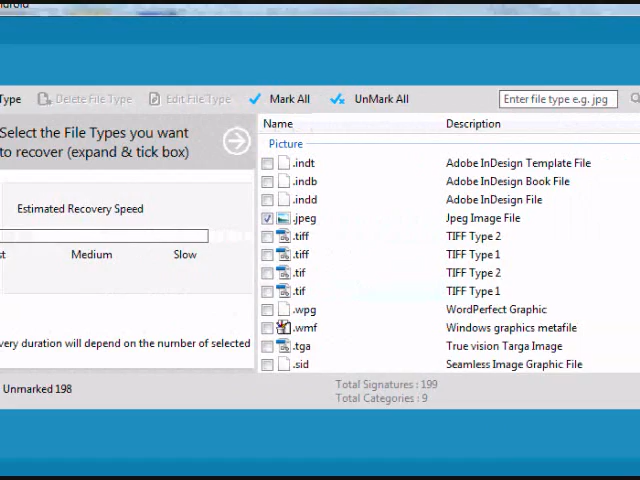 ndroid
Type Delete File Type Edit File Type Mark All UnMark All Enter file type e.g. jpg
Select the File Types you want
to recover (expand & tick box)
Name Description
Picture
.indt Adobe InDesign Template File
.indb Adobe InDesign Book File
.indd Adobe InDesign File
.jpeg Jpeg Image File
.tiff TIFF Type 2
.tiff TIFF Type 1
.tif TIFF Type 2
.tif TIFF Type 1
.wpg WordPerfect Graphic
.wmf Windows graphics metafile
.tga True vision Targa Image
.sid Seamless Image Graphic File
Estimated Recovery Speed
st Medium Slow
very duration will depend on the number of selected
Unmarked 198
Total Signatures : 199
Total Categories : 9